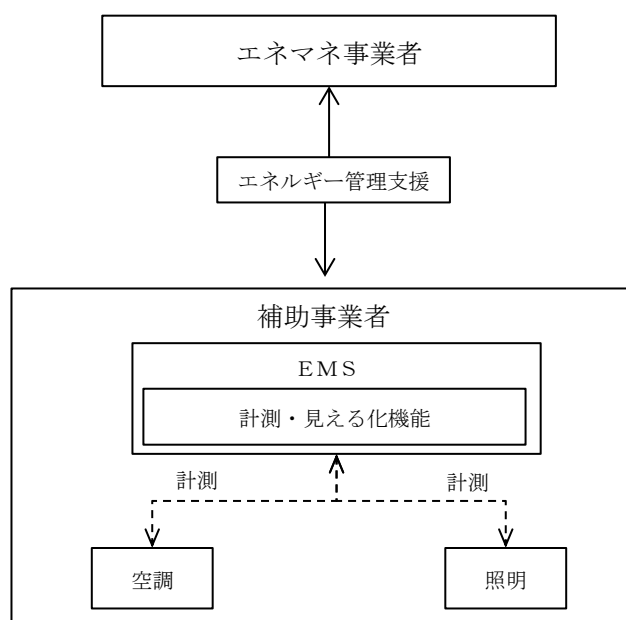 エネマネ事業者
エネルギー管理支援
補助事業者
ＥＭＳ
計測・見える化機能
計測
計測
空調
照明